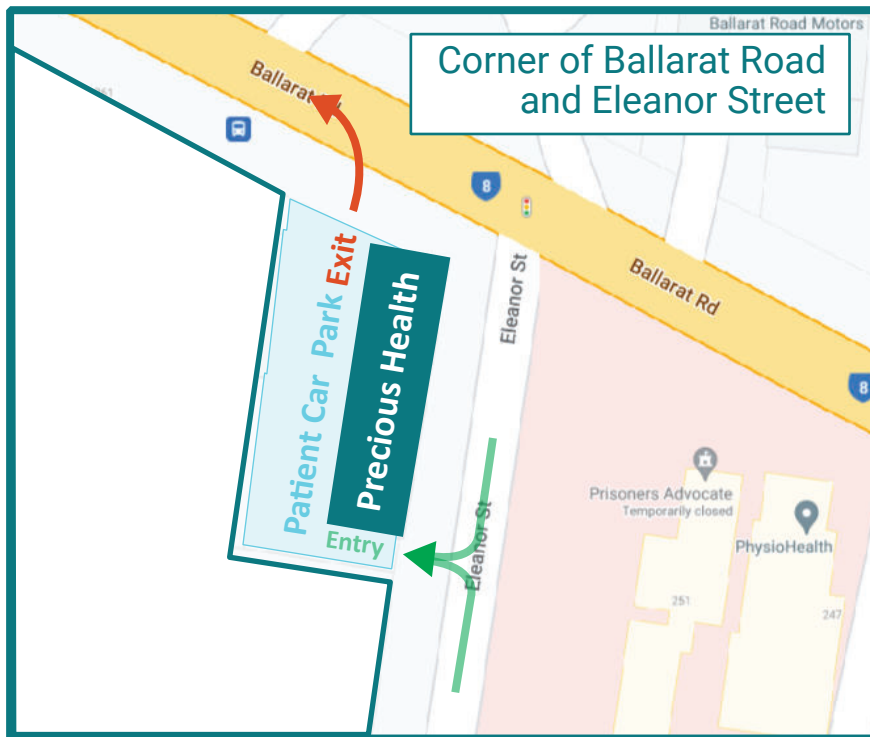 Ballarat Road Motors
Corner of Ballarat Road
and Eleanor Street
Ballarat
8
Exit
Eleanor St
Ballarat Rd
8
Patient Car Park
Precious Health
Entry
Eleanor St
Prisoners Advocate
Temporarily closed
PhysioHealth
251
247